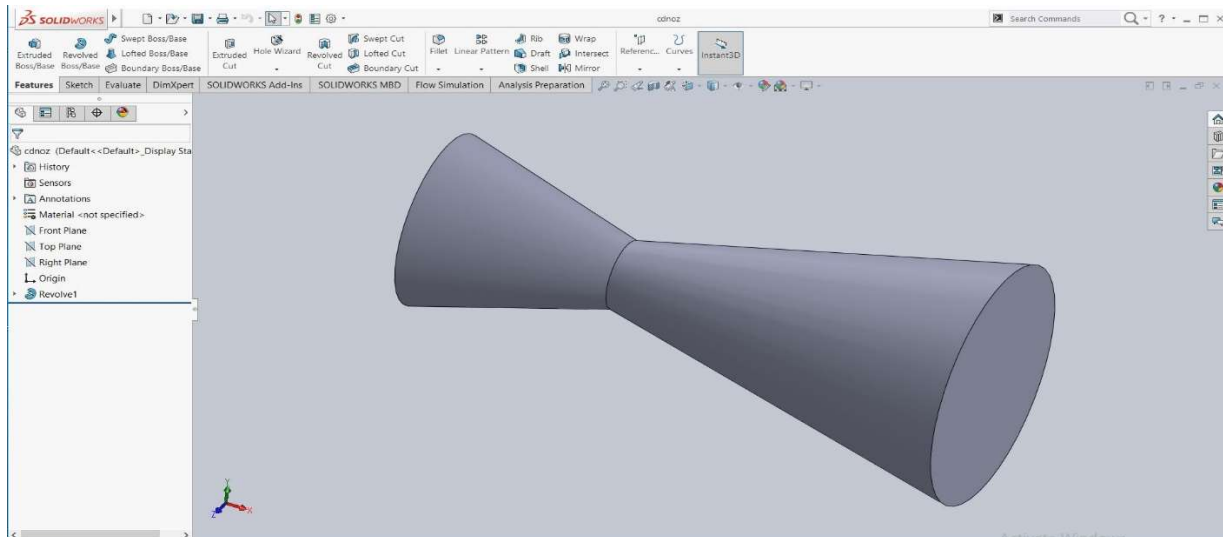 SOLIDWORKS
cdnoz
Search Commands
Extruded Boss/Base
Revolved Boss/Base
Swept Boss/Base
Lofted Boss/Base
Boundary Boss/Base
Extruded Cut
Hole Wizard
Revolved Cut
Swept Cut
Lofted Cut
Boundary Cut
Fillet
Linear Pattern
Rib
Draft
Shell
Wrap
Intersect
Mirror
Referenc...
Curves
Instant3D
Features Sketch Evaluate DimXpert SOLIDWORKS Add-Ins SOLIDWORKS MBD Flow Simulation Analysis Preparation
cdnoz (Default<<Default>_Display Sta
History
Sensors
Annotations
Material <not specified>
Front Plane
Top Plane
Right Plane
Origin
Revolve1
Y
X
Z